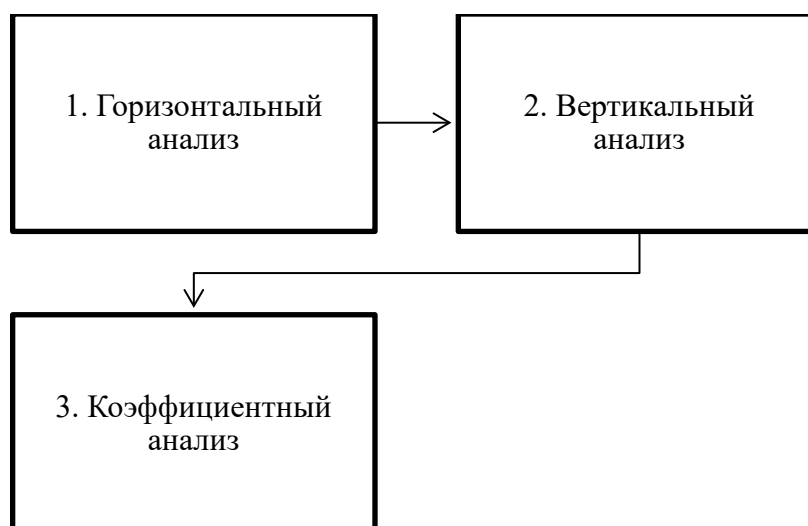 1. Горизонтальный
анализ
2. Вертикальный
анализ
3. Коэффициентный
анализ